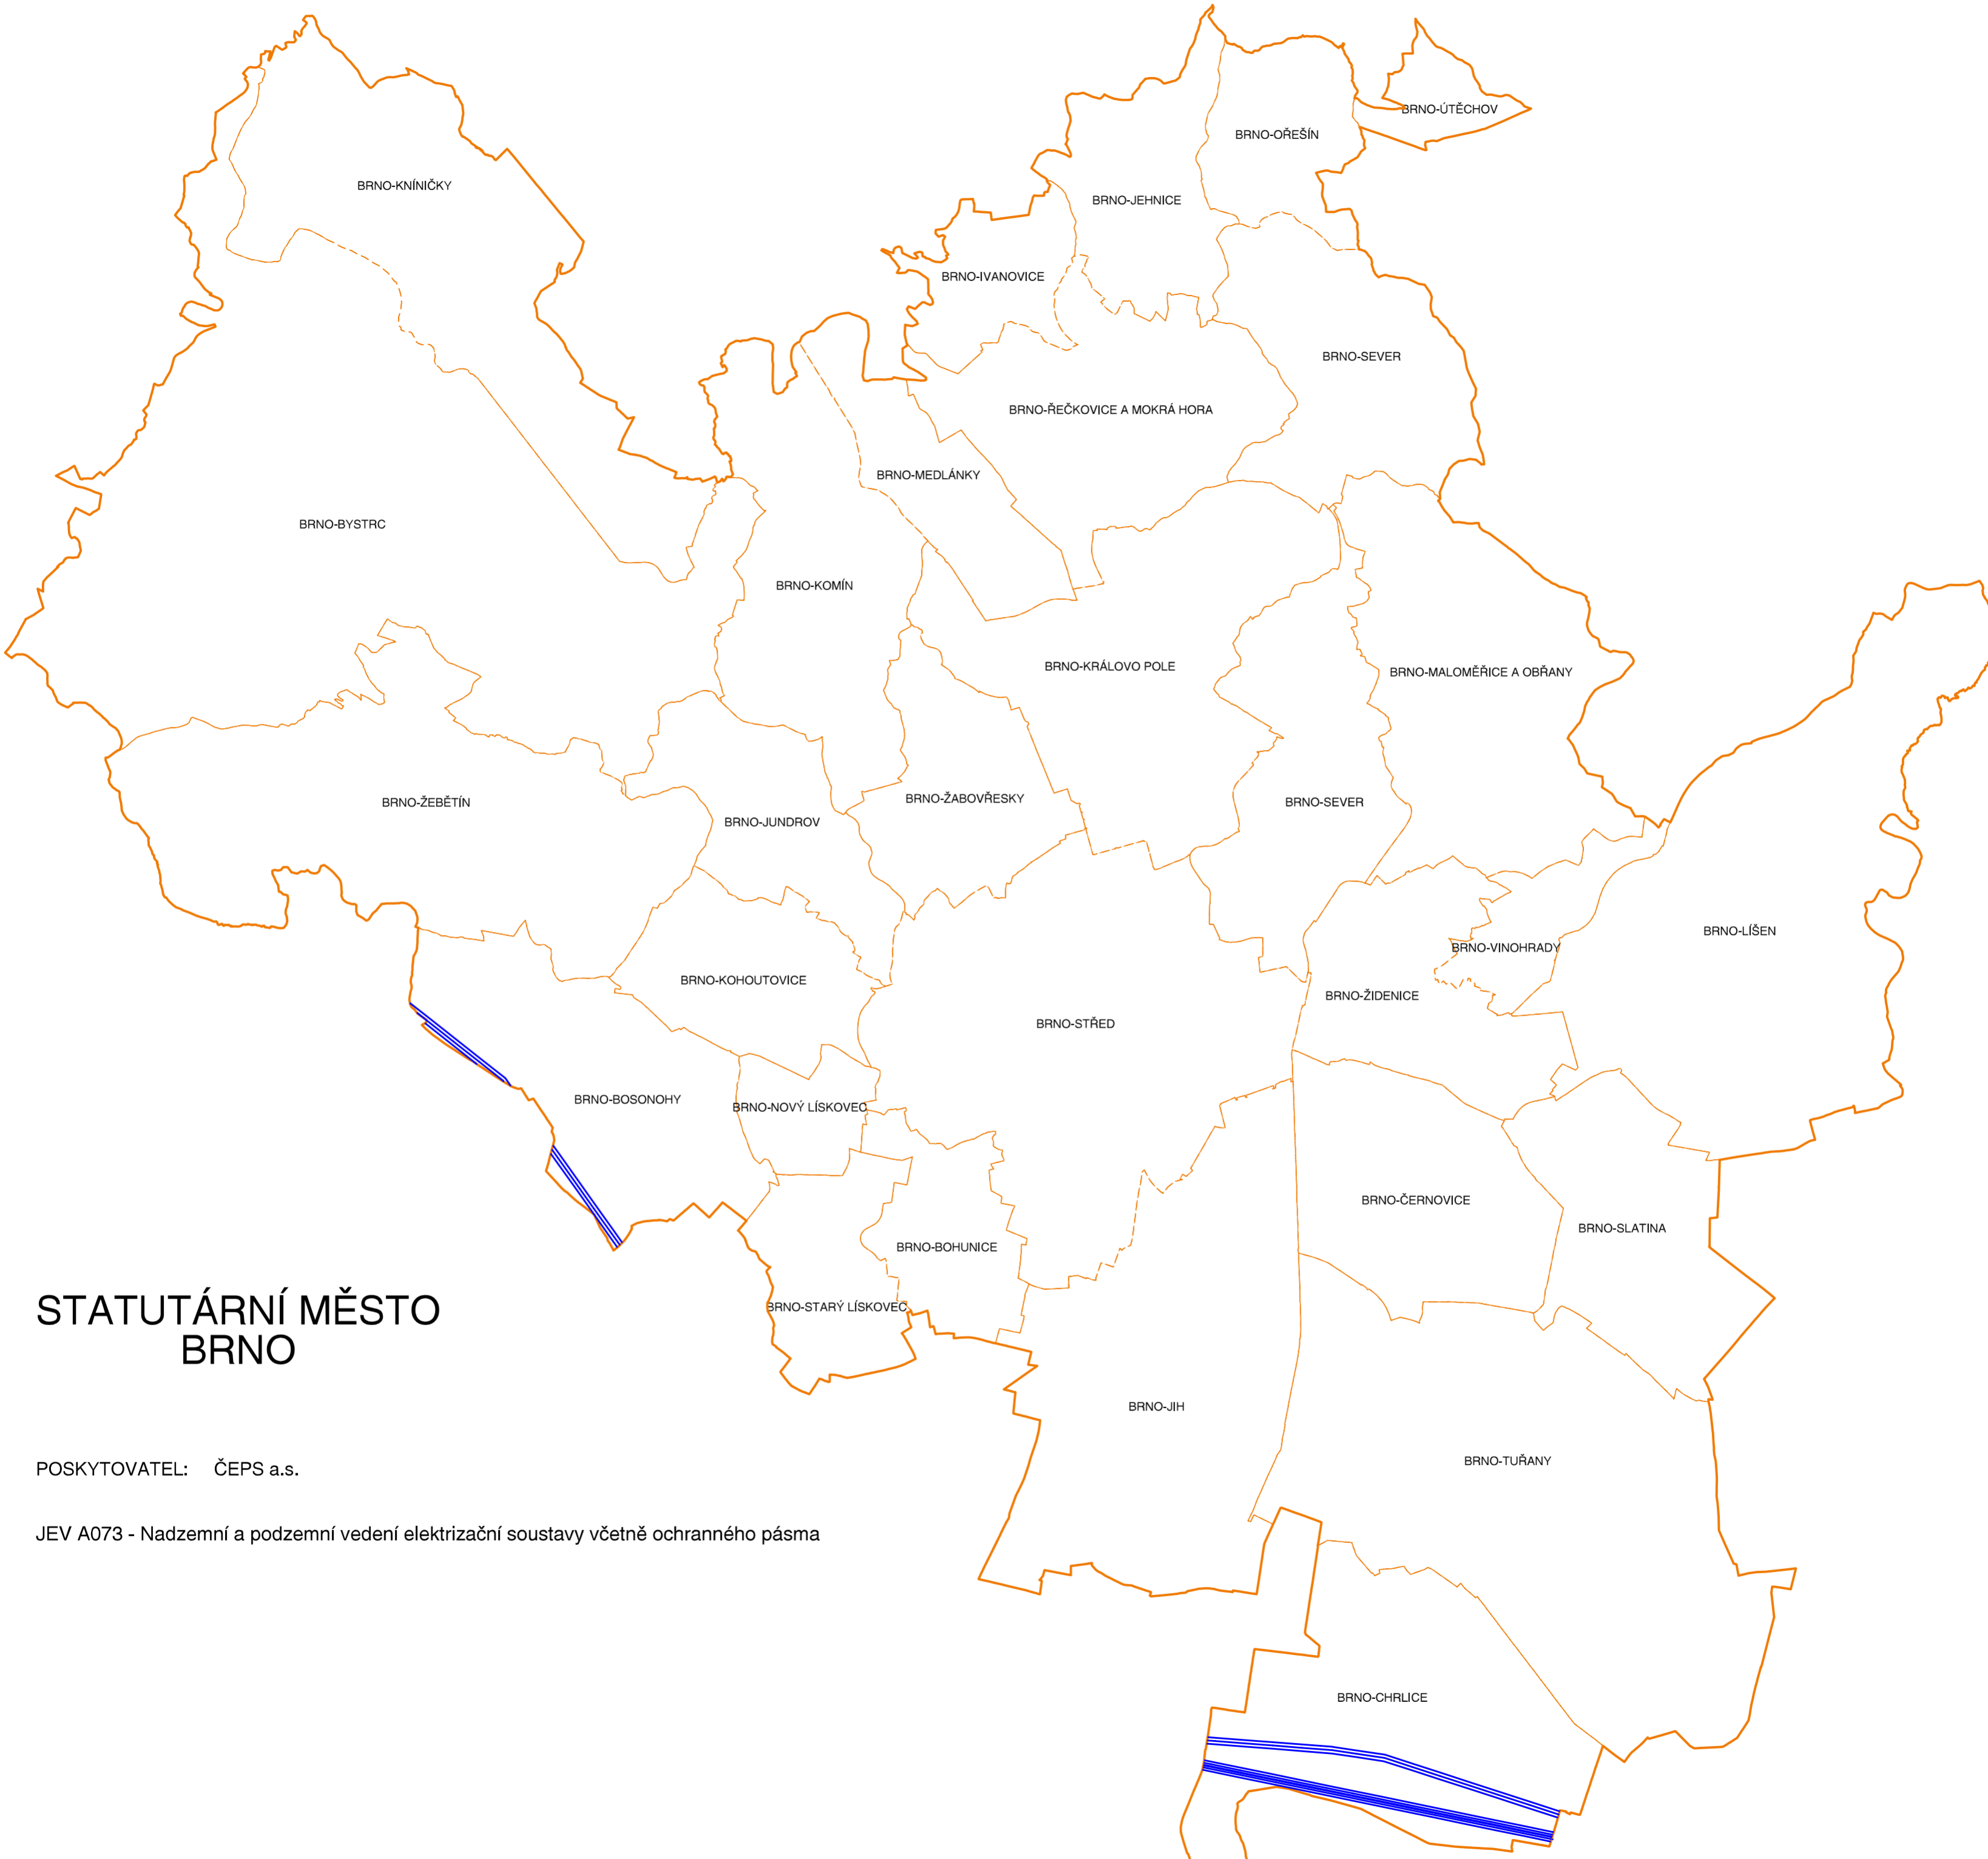 BRNO-ÚTĚCHOV
BRNO-OŘEŠÍN
BRNO-KNÍNIČKY
BRNO-JEHNICE
BRNO-IVANOVICE
BRNO-SEVER
BRNO-ŘEČKOVICE A MOKRÁ HORA
BRNO-MEDLÁNKY
BRNO-BYSTRC
BRNO-KOMÍN
BRNO-KRÁLOVO POLE
BRNO-MALOMĚŘICE A OBŘANY
BRNO-ŽEBĚTÍN
BRNO-ŽABOVŘESKY
BRNO-SEVER
BRNO-JUNDROV
BRNO-LÍŠEN
BRNO-VINOHRADY
BRNO-KOHOUTOVICE
BRNO-ŽIDENICE
BRNO-STŘED
BRNO-BOSONOHY
BRNO-NOVÝ LÍSKOVEC
BRNO-ČERNOVICE
BRNO-SLATINA
BRNO-BOHUNICE
BRNO-STARÝ LÍSKOVEC
STATUTÁRNÍ MĚSTO
BRNO
BRNO-JIH
BRNO-TUŘANY
POSKYTOVATEL: ČEPS a.s.
JEV A073 - Nadzemní a podzemní vedení elektrizační soustavy včetně ochranného pásma
BRNO-CHRLICE